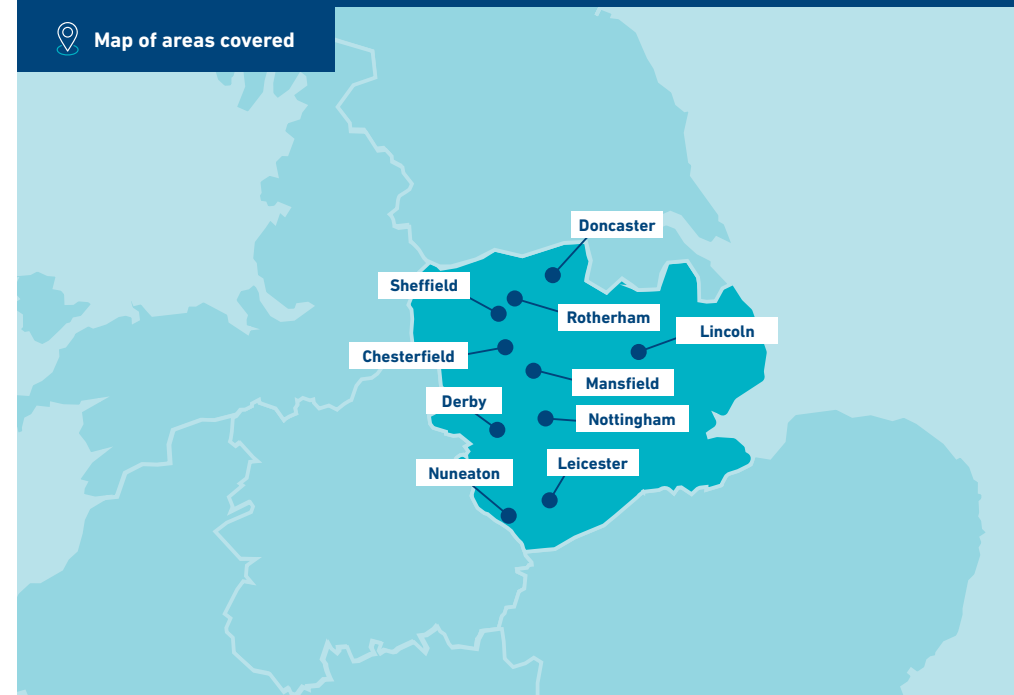 Map of areas covered
Doncaster
Sheffield
Rotherham
Lincoln
Chesterfield
Mansfield
Derby
Nottingham
Leicester
Nuneaton